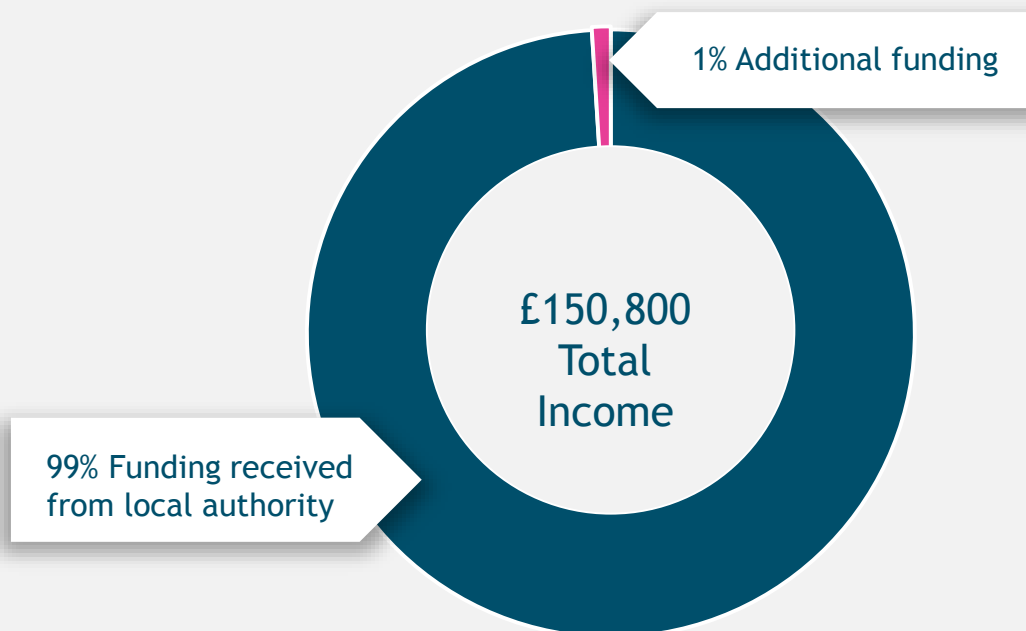 1% Additional funding
£150,800
Total
Income
99% Funding received
from local authority